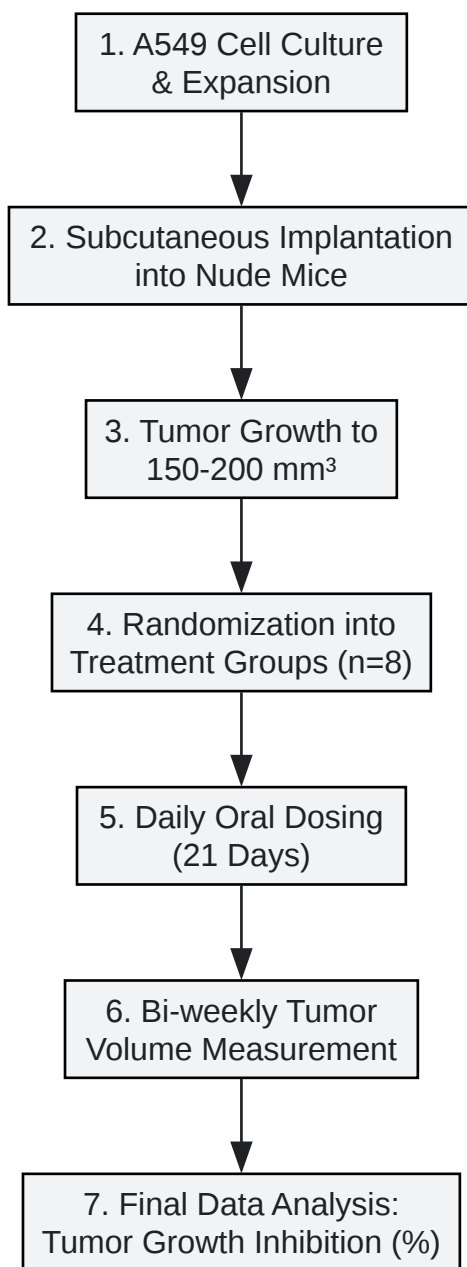 1. A549 Cell Culture
& Expansion
2. Subcutaneous Implantation
into Nude Mice
3. Tumor Growth to
150-200 mm³
4. Randomization into
Treatment Groups (n=8)
5. Daily Oral Dosing
(21 Days)
6. Bi-weekly Tumor
Volume Measurement
7. Final Data Analysis:
Tumor Growth Inhibition (%)